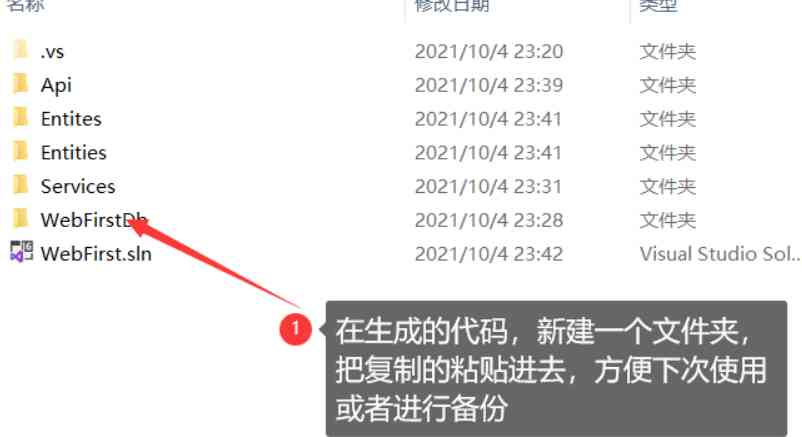 名称 修改日期 类型
.vs 2021/10/4 23:20 文件夹
Api 2021/10/4 23:39 文件夹
Entites 2021/10/4 23:41 文件夹
Entities 2021/10/4 23:41 文件夹
Services 2021/10/4 23:31 文件夹
WebFirstDb 2021/10/4 23:28 文件夹
WebFirst.sln 2021/10/4 23:42 Visual Studio Sol...
1
在生成的代码，新建一个文件夹，
把复制的粘贴进去，方便下次使用
或者进行备份